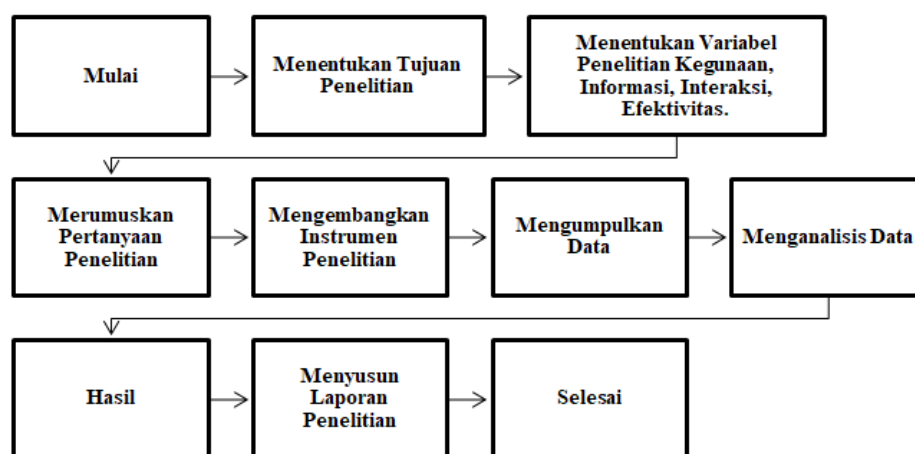 Mulai
Menentukan Tujuan
Penelitian
Menentukan Variabel
Penelitian Kegunaan,
Informasi, Interaksi,
Efektivitas.
Merumuskan
Pertanyaan
Penelitian
Mengembangkan
Instrumen
Penelitian
Mengumpulkan
Data
Menganalisis Data
Hasil
Menyusun
Laporan
Penelitian
Selesai